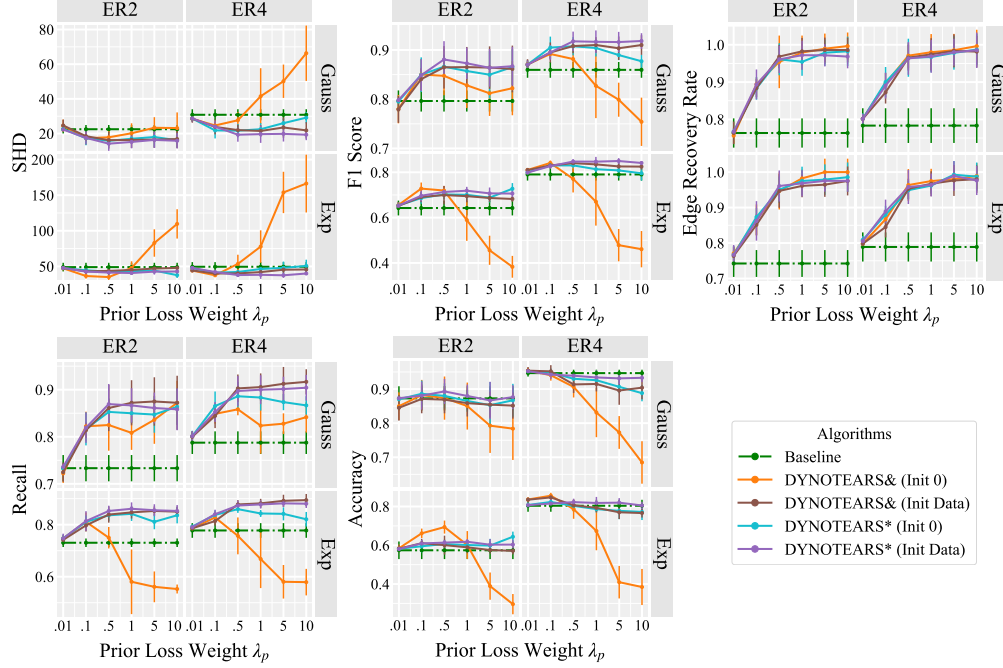 ER2 ER4
80
60
40
20
Gauss
SHD
200
150
100
50
Exp
.01 .1 .5 1 5 10 .01 .1 .5 1 5 10
Prior Loss Weight λp
ER2 ER4
0.9
0.8
0.7
Gauss
F1 Score
0.8
0.6
0.4
Exp
.01 .1 .5 1 5 10 .01 .1 .5 1 5 10
Prior Loss Weight λp
ER2 ER4
1.0
0.9
0.8
Gauss
Edge Recovery Rate
1.0
0.9
0.8
0.7
Exp
.01 .1 .5 1 5 10 .01 .1 .5 1 5 10
Prior Loss Weight λp
ER2 ER4
0.9
0.8
0.7
Gauss
Recall
0.8
0.6
Exp
.01 .1 .5 1 5 10 .01 .1 .5 1 5 10
Prior Loss Weight λp
ER2 ER4
0.9
0.8
0.7
Gauss
Accuracy
0.8
0.6
0.4
Exp
.01 .1 .5 1 5 10 .01 .1 .5 1 5 10
Prior Loss Weight λp
Algorithms
Baseline
DYNOTEARS& (Init 0)
DYNOTEARS& (Init Data)
DYNOTEARS* (Init 0)
DYNOTEARS* (Init Data)